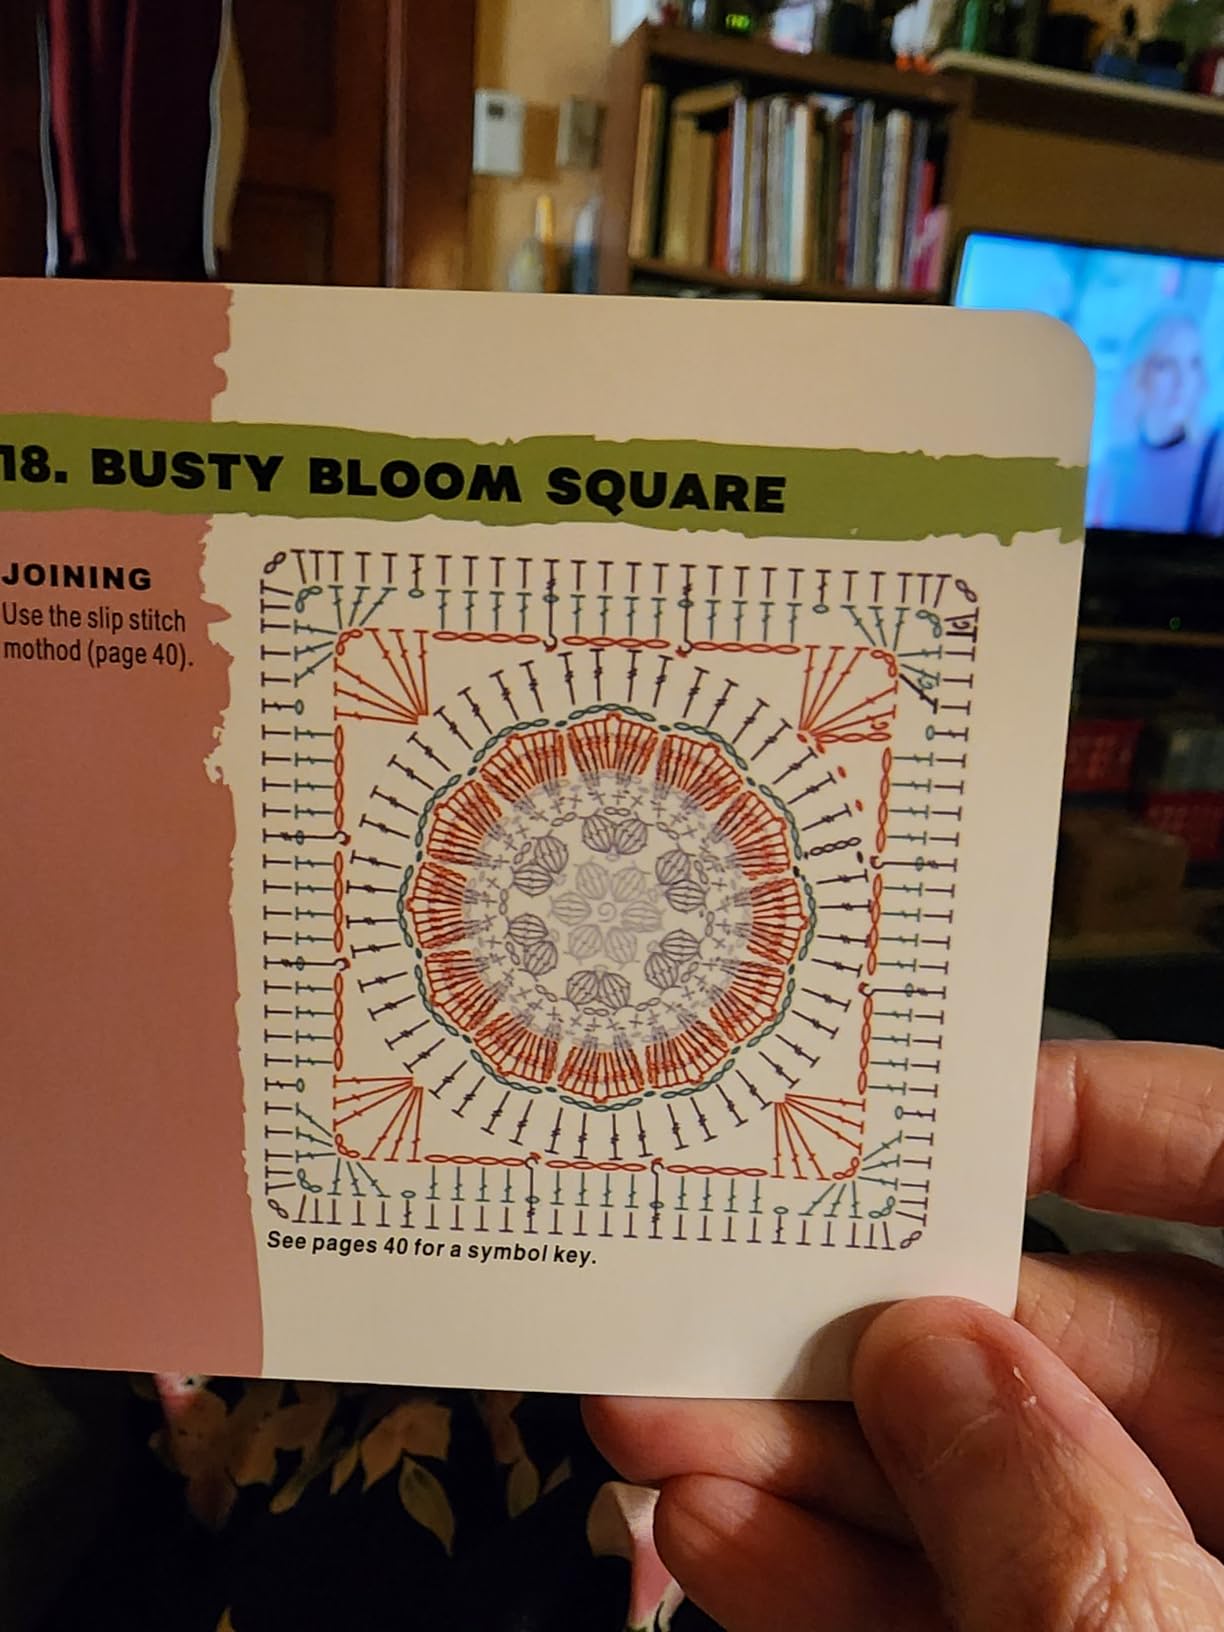 18. BUSTY BLOOM SQUARE
JOINING
Use the slip stitch
mothod (page 40).
See pages 40 for a symbol key.